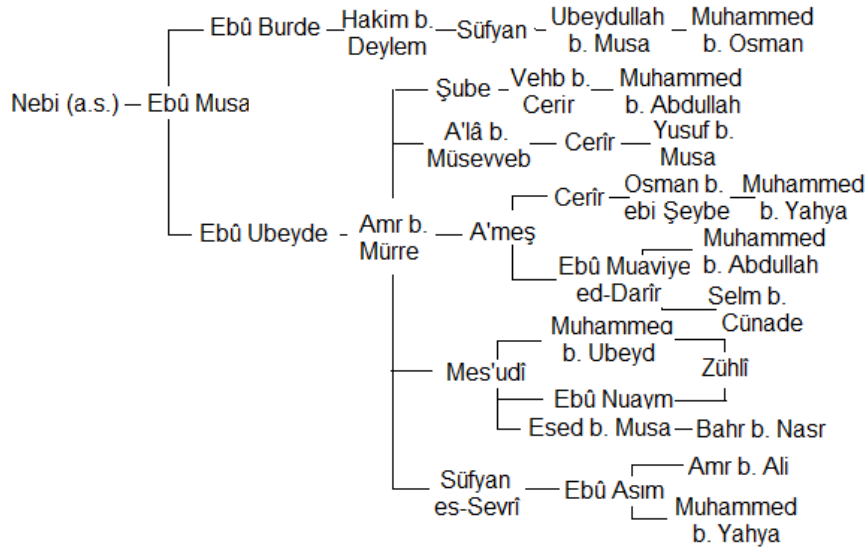 Ebû Burde
Hakim b.
Deylem
Süfyan
Ubeydullah
b. Musa
Muhammed
b. Osman
Nebi (a.s.)
Ebû Musa
Şube
Vehb b.
Cerir
Muhammed
b. Abdullah
A'lâ b.
Müsevveb
Cerîr
Yusuf b.
Musa
Ebû Ubeyde
Amr b.
Mürre
A'meş
Cerîr
Osman b.
ebi Şeybe
Muhammed
b. Yahya
Ebû Muaviye
ed-Darîr
Muhammed
b. Abdullah
Selm b.
Cünade
Mes'udî
Muhammed
b. Ubeyd
Zühlî
Ebû Nuaym
Esed b. Musa
Bahr b. Nasr
Süfyan
es-Sevrî
Ebû Asım
Amr b. Ali
Muhammed
b. Yahya